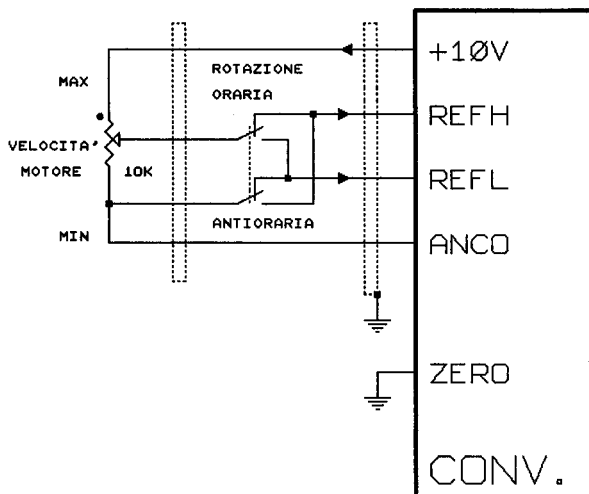 +10V
MAX
ROTAZIONE
ORARIA
REFH
VELOCITA'
MOTORE
10K
REFL
ANTIORARIA
MIN
ANCO
ZERO
CONV.